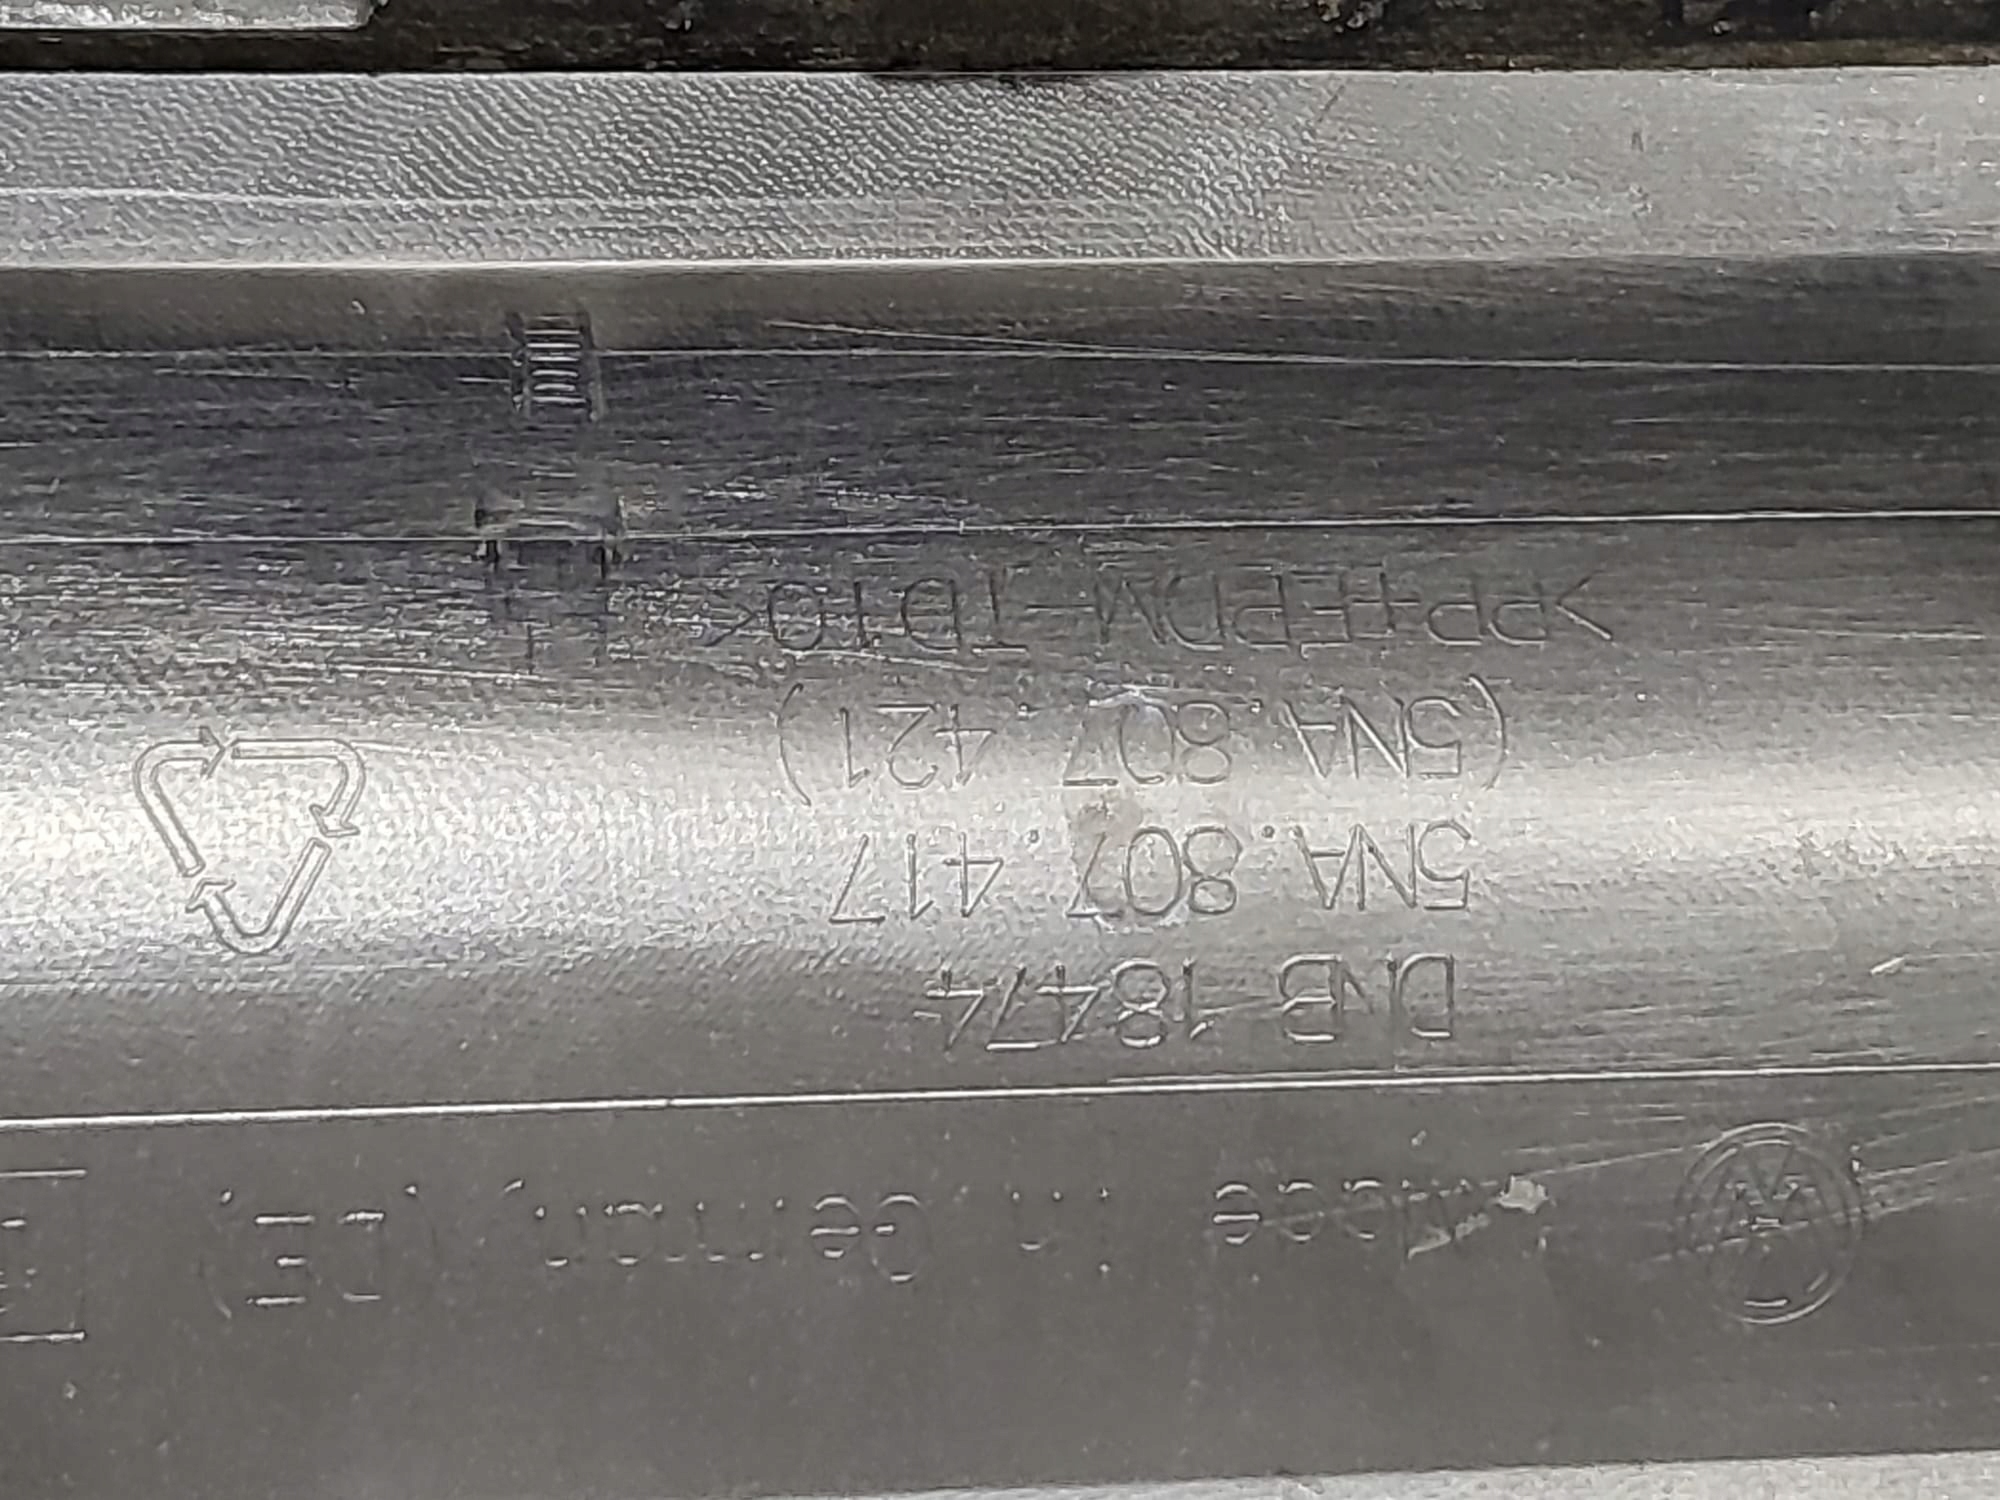 Made in Germany (DE)
DNB 18474
5NA.807.417
(5NA.807.421)
>PP+EPDM-TD10<